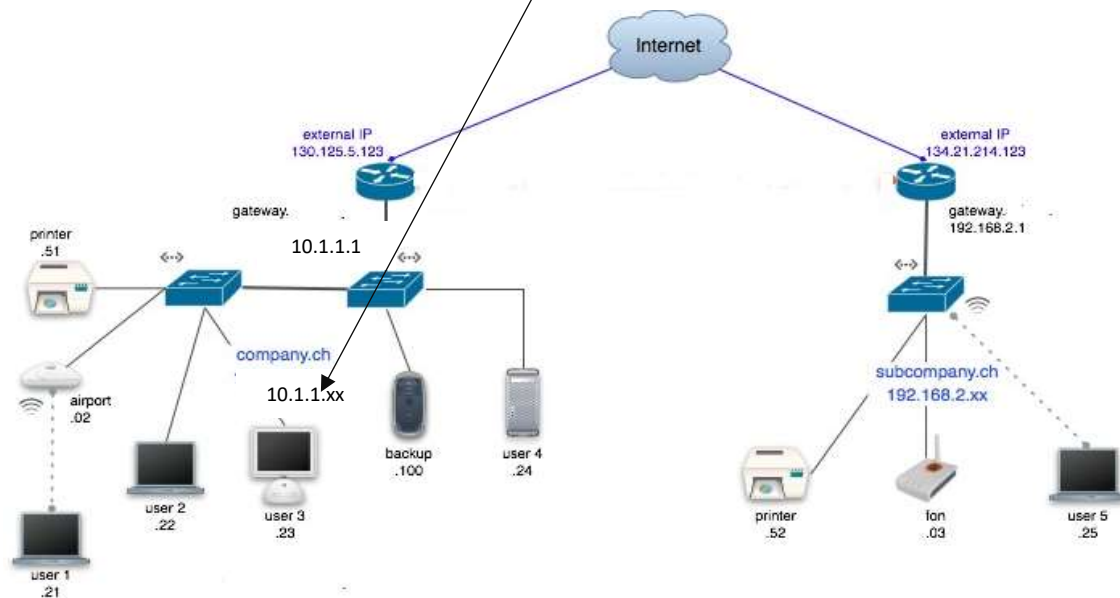 Internet
external IP
130.125.5.123
external IP
134.21.214.123
gateway.
10.1.1.1
gateway.
192.168.2.1
printer
.51
company.ch
10.1.1.xx
subcompany.ch
192.168.2.xx
airport
.02
backup
.100
user 4
.24
user 2
.22
user 3
.23
user 1
.21
printer
.52
fon
.03
user 5
.25